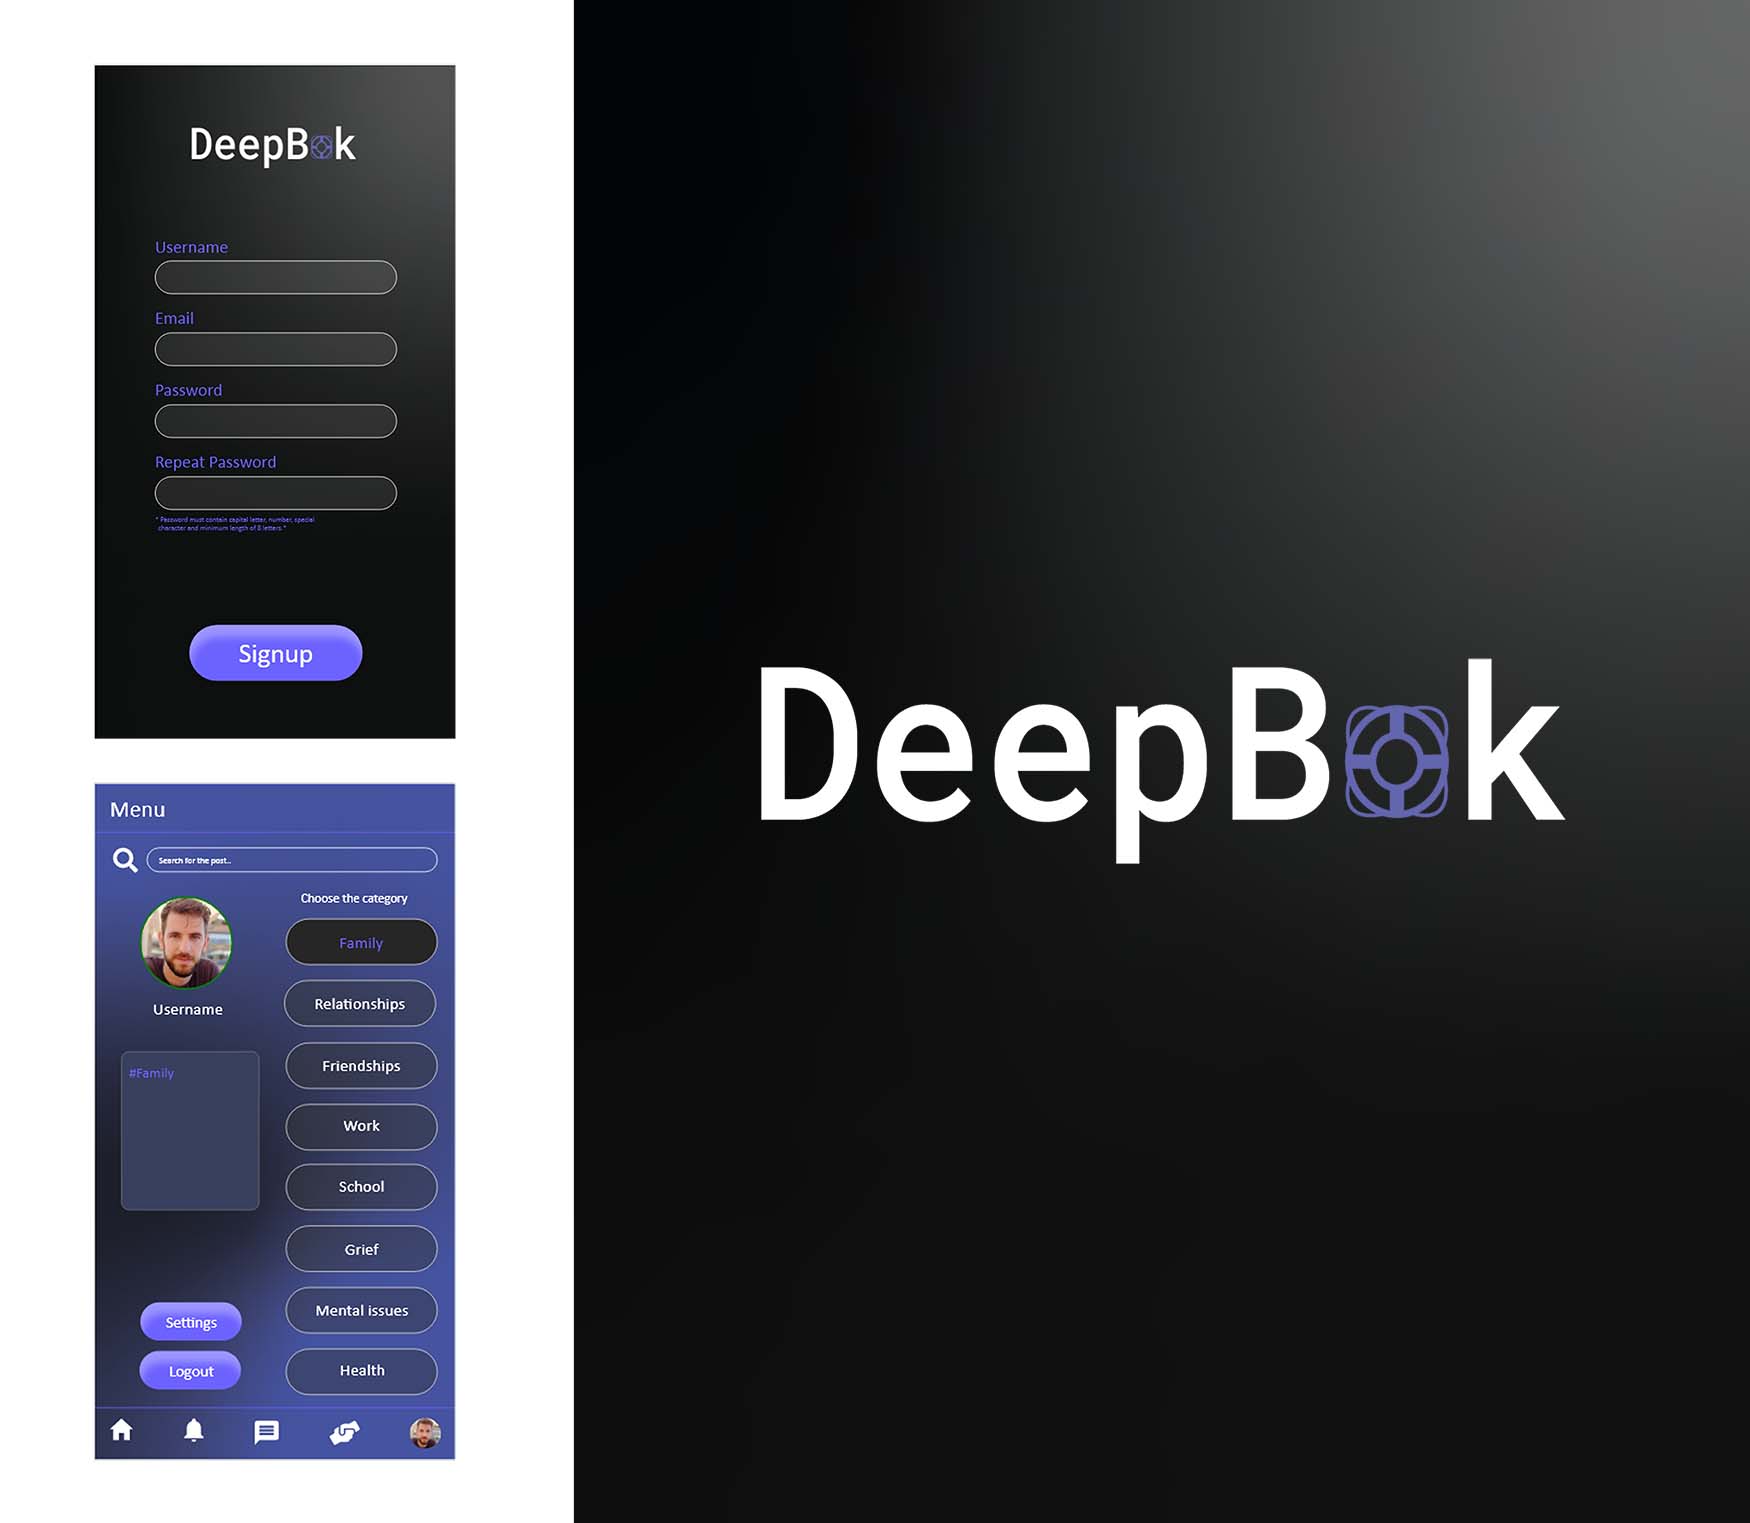 DeepBok
Username
Email
Password
Repeat Password
* Password must contain capital letter, number, special
character and minimum length of 8 letters.*
Signup
Menu
Search for the post...
Choose the category
Family
Relationships
Username
Friendships
#Family
Work
School
Grief
Mental issues
Settings
Health
Logout
DeepBok